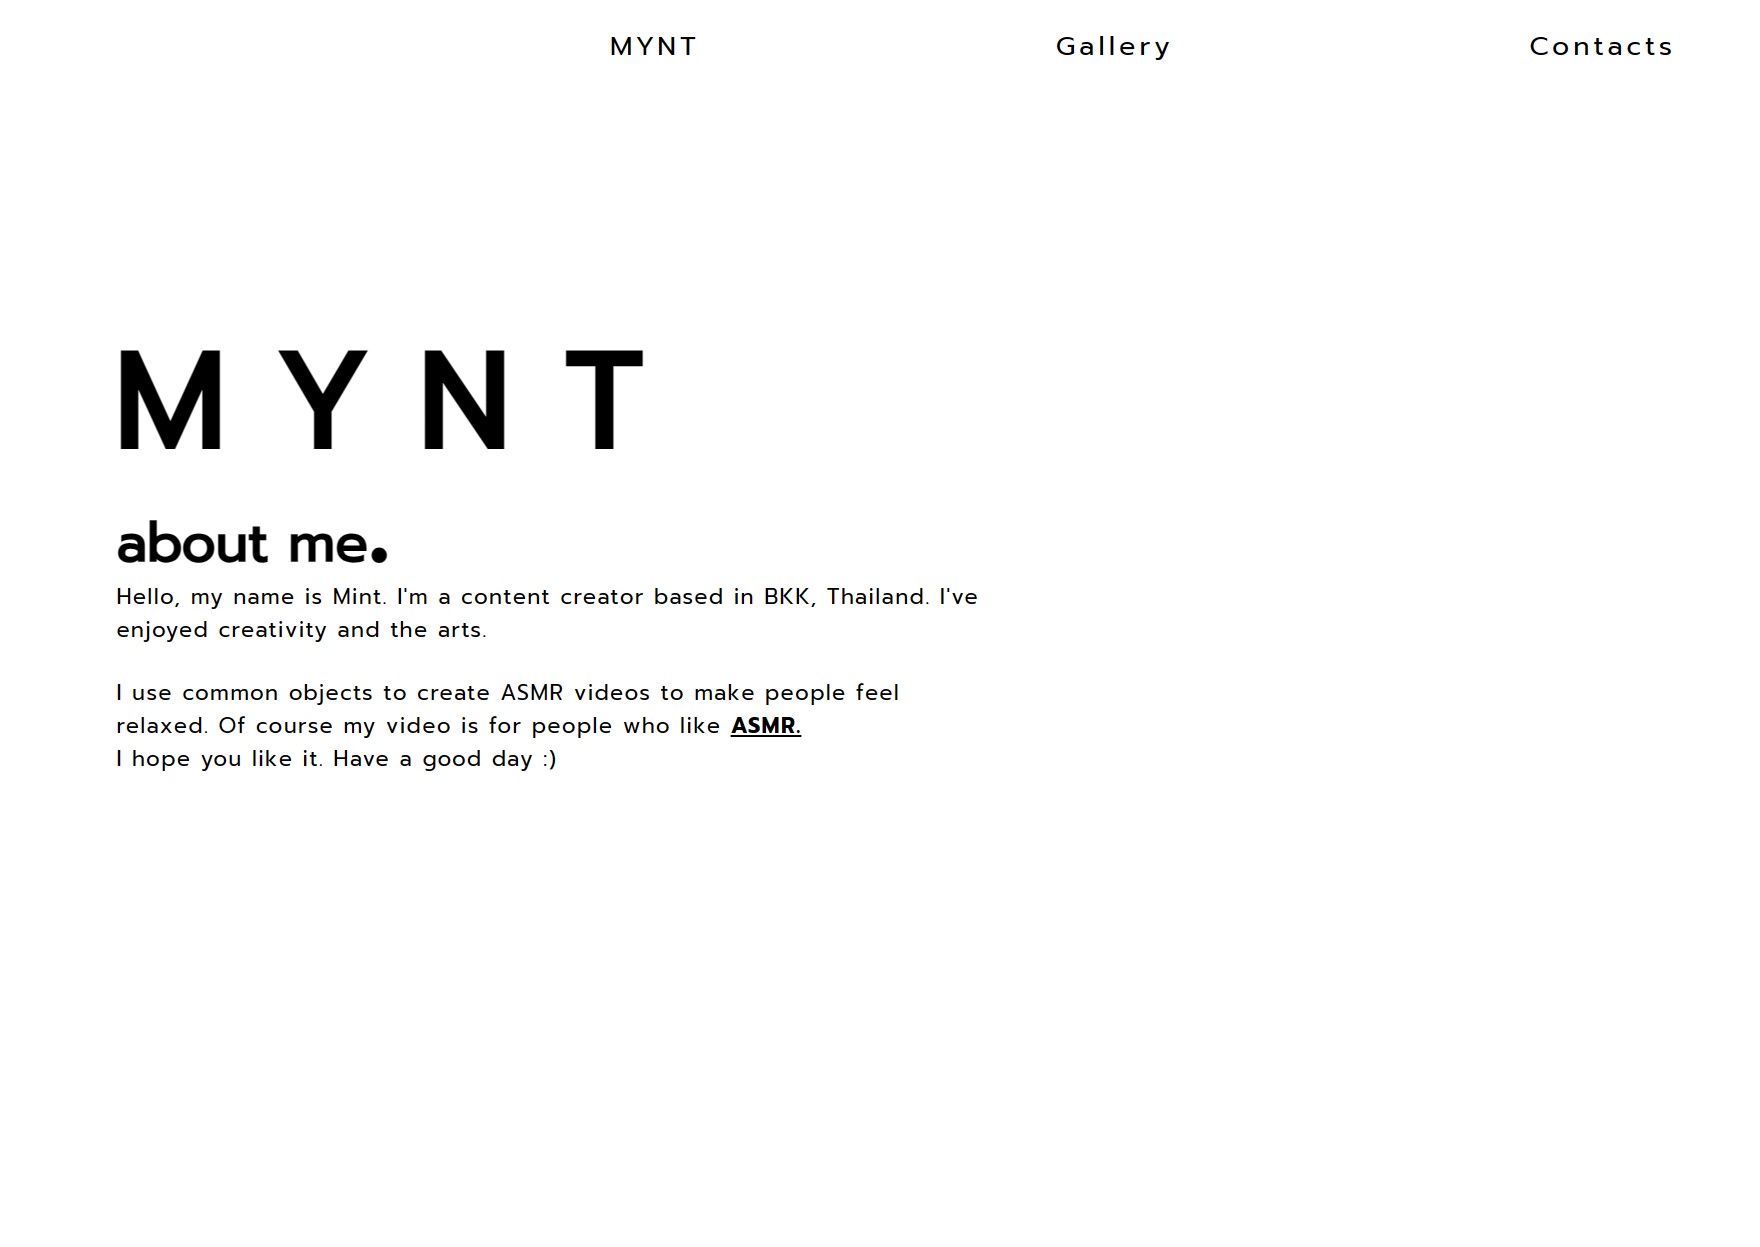 MYNT Gallery Contacts
MYNT
about me.
Hello, my name is Mint. I'm a content creator based in BKK, Thailand. I've
enjoyed creativity and the arts.
I use common objects to create ASMR videos to make people feel
relaxed. Of course my video is for people who like ASMR.
I hope you like it. Have a good day :)